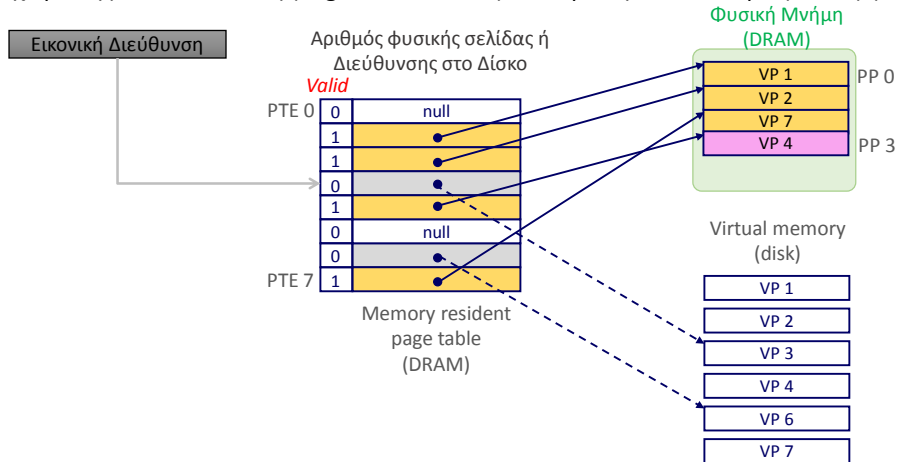 Φυσική Μνήμη
(DRAM)
Εικονική Διεύθυνση
Αριθμός φυσικής σελίδας ή
Διεύθυνσης στο Δίσκο
Valid
PTE 0
0
null
1
1
0
1
0
null
0
PTE 7
1
Memory resident
page table
(DRAM)
VP 1
PP 0
VP 2
VP 7
VP 4
PP 3
Virtual memory
(disk)
VP 1
VP 2
VP 3
VP 4
VP 6
VP 7